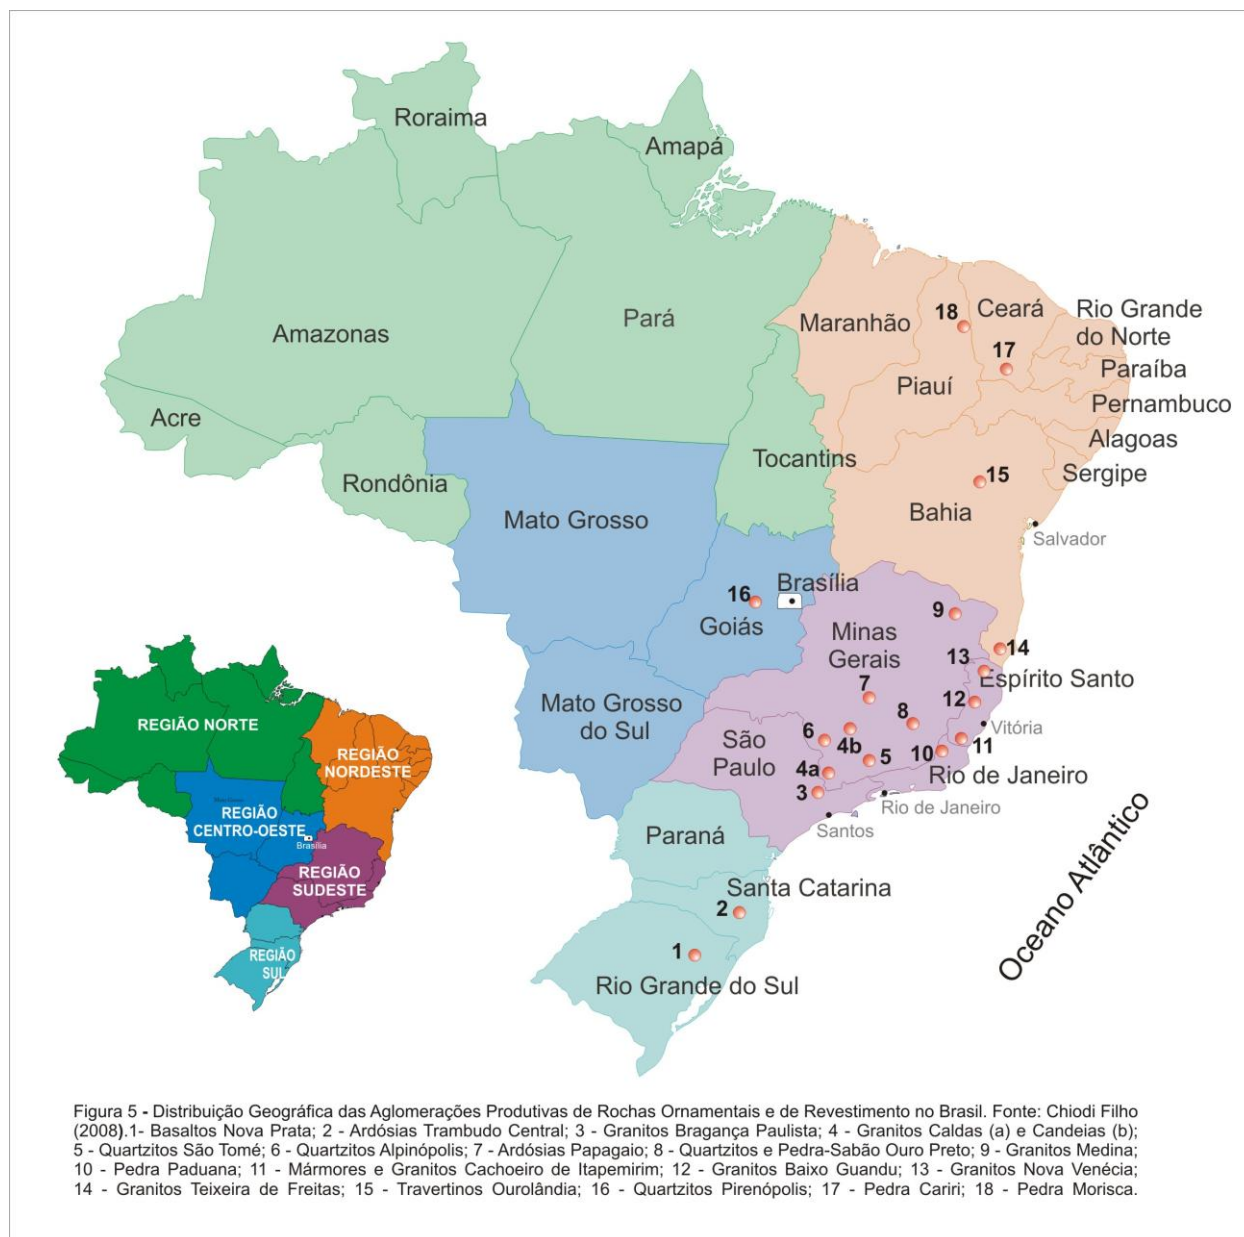 Roraima
Amapá
Amazonas
Pará
Maranhão
18
Ceará
Rio Grande
do Norte
17
Paraíba
Piauí
Pernambuco
Acre
Alagoas
Tocantins
Sergipe
Rondônia
15
Mato Grosso
Bahia
Salvador
Brasília
16
9
Goiás
Minas
Gerais
14
13
Espírito Santo
7
12
Mato Grosso
do Sul
8
Vitória
6
4b
São
Paulo
11
10
5
4a
Rio de Janeiro
3
Rio de Janeiro
Santos
Paraná
Oceano Atlântico
Santa Catarina
2
1
Rio Grande do Sul
REGIÃO NORTE
REGIÃO
NORDESTE
Mato Grosso
REGIÃO
CENTRO-OESTE
Brasília
REGIÃO
SUDESTE
REGIÃO
SUL
Figura 5 - Distribuição Geográfica das Aglomerações Produtivas de Rochas Ornamentais e de Revestimento no Brasil. Fonte: Chiodi Filho
(2008).1- Basaltos Nova Prata; 2 - Ardósias Trambudo Central; 3 - Granitos Bragança Paulista; 4 - Granitos Caldas (a) e Candeias (b);
5 - Quartzitos São Tomé; 6 - Quartzitos Alpinópolis; 7 - Ardósias Papagaio; 8 - Quartzitos e Pedra-Sabão Ouro Preto; 9 - Granitos Medina;
10 - Pedra Paduana; 11 - Mármores e Granitos Cachoeiro de Itapemirim; 12 - Granitos Baixo Guandu; 13 - Granitos Nova Venécia;
14 - Granitos Teixeira de Freitas; 15 - Travertinos Ourolândia; 16 - Quartzitos Pirenópolis; 17 - Pedra Cariri; 18 - Pedra Morisca.